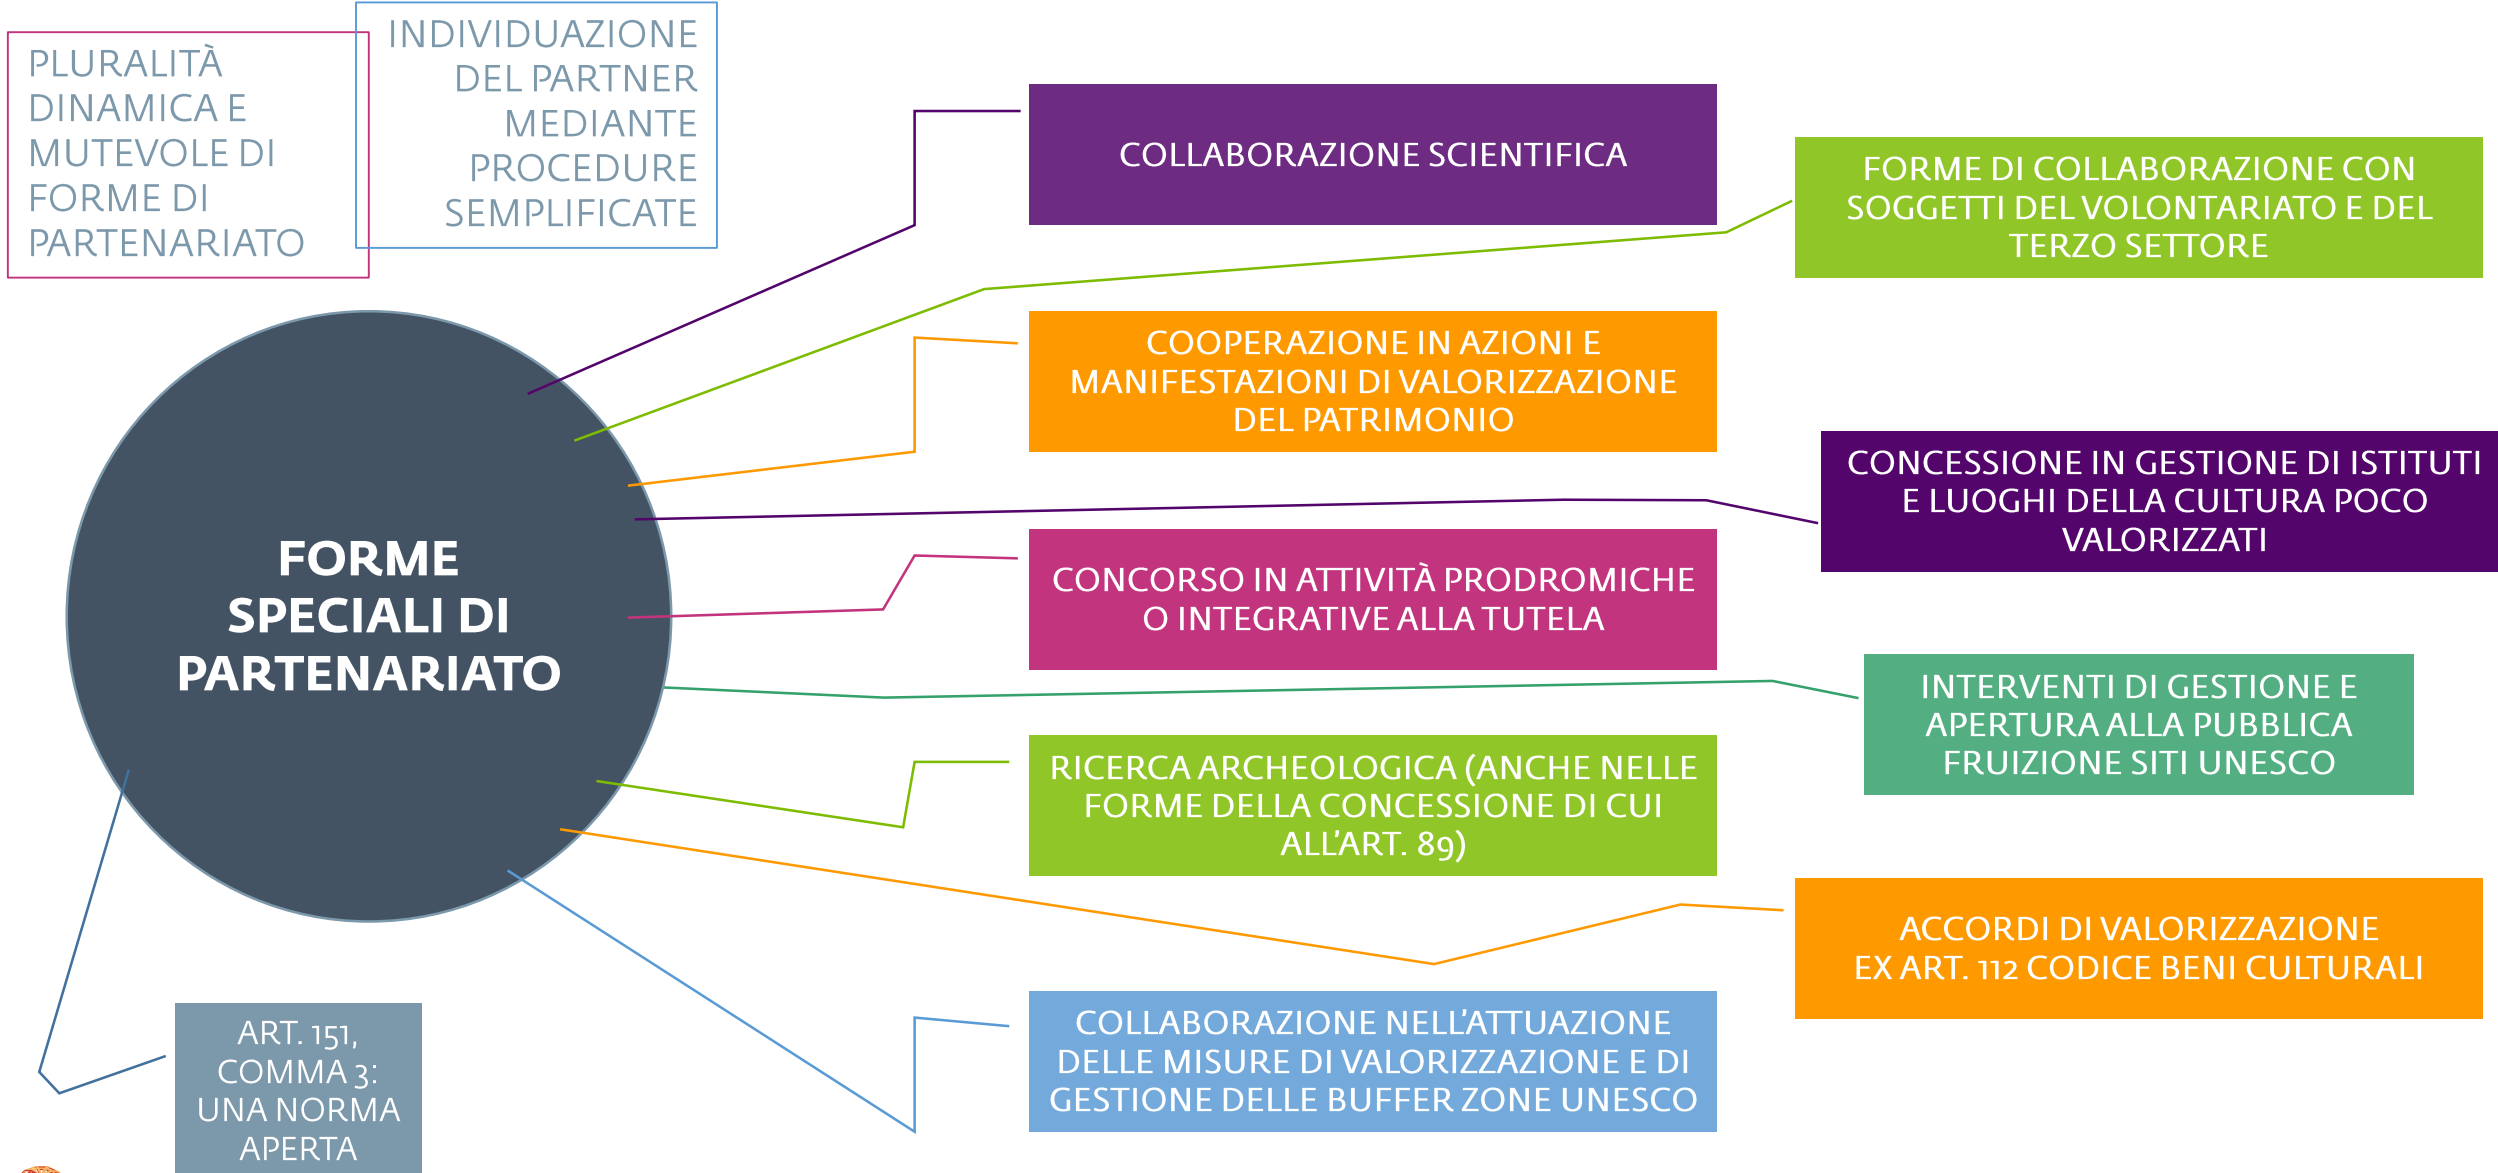 PLURALITÀ
DINAMICA E
MUTEVOLE DI
FORME DI
PARTENARIATO
INDIVIDUAZIONE
DEL PARTNER
MEDIANTE
PROCEDURE
SEMPLIFICATE
COLLABORAZIONE SCIENTIFICA
FORME DI COLLABORAZIONE CON
SOGGETTI DEL VOLONTARIATO E DEL
TERZO SETTORE
COOPERAZIONE IN AZIONI E
MANIFESTAZIONI DI VALORIZZAZIONE
DEL PATRIMONIO
CONCESSIONE IN GESTIONE DI ISTITUTI
E LUOGHI DELLA CULTURA POCO
VALORIZZATI
FORME
SPECIALI DI
PARTENARIATO
CONCORSO IN ATTIVITÀ PRODROMICHE
O INTEGRATIVE ALLA TUTELA
INTERVENTI DI GESTIONE E
APERTURA ALLA PUBBLICA
FRUIZIONE SITI UNESCO
RICERCA ARCHEOLOGICA (ANCHE NELLE
FORME DELLA CONCESSIONE DI CUI
ALL’ART. 89)
ACCORDI DI VALORIZZAZIONE
EX ART. 112 CODICE BENI CULTURALI
COLLABORAZIONE NELL’ATTUAZIONE
DELLE MISURE DI VALORIZZAZIONE E DI
GESTIONE DELLE BUFFER ZONE UNESCO
ART. 151,
COMMA 3:
UNA NORMA
APERTA